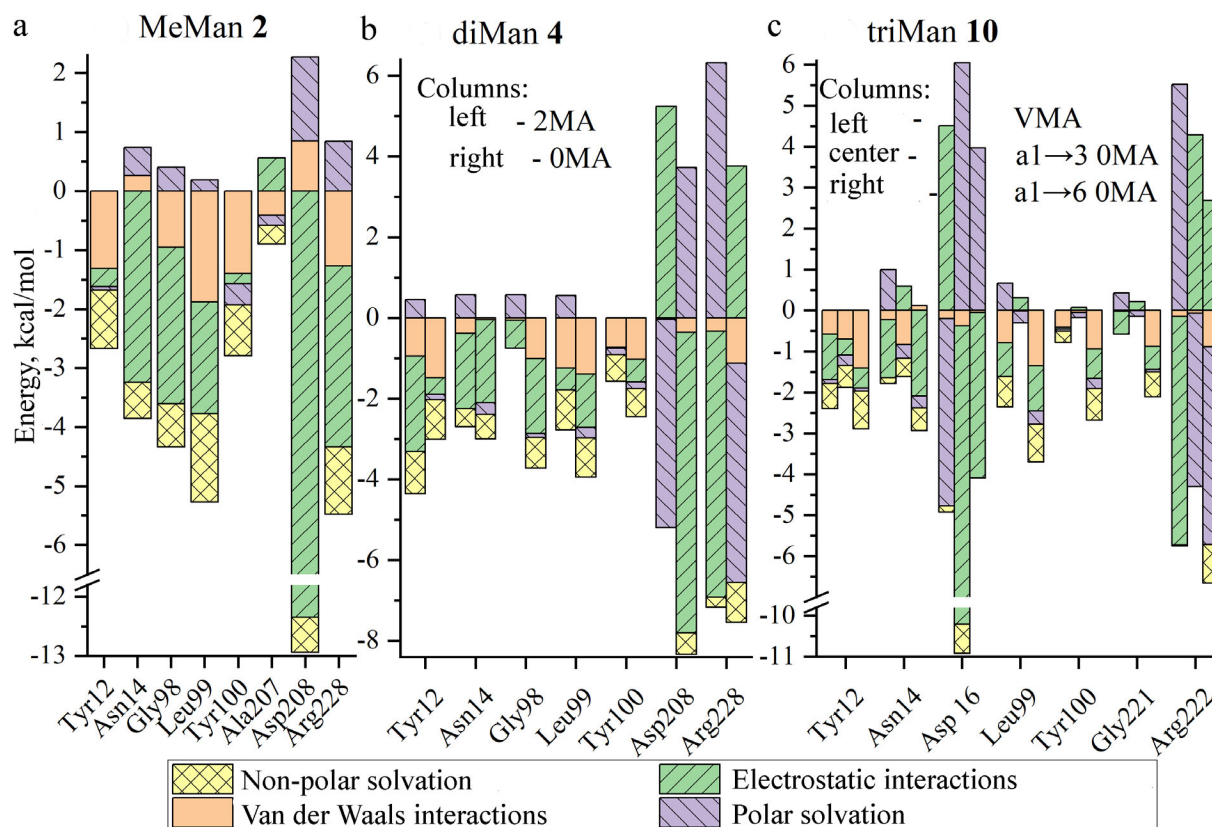 a MeMan 2
b diMan 4
c triMan 10
Columns:
left - 2MA
right - 0MA
Columns:
left - VMA
center - a1→3 0MA
right - a1→6 0MA
Energy, kcal/mol
2
1
0
-1
-2
-3
-4
-5
-6
-12
-13
6
4
2
0
-2
-4
-6
-8
6
5
4
3
2
1
0
-1
-2
-3
-4
-5
-6
-10
-11
Tyr12 Asn14 Gly98 Leu99 Tyr100 Ala207 Asp208 Arg228
Tyr12 Asn14 Gly98 Leu99 Tyr100 Asp208 Arg228
Tyr12 Asn14 Asp 16 Leu99 Tyr100 Gly221 Arg222
Non-polar solvation Electrostatic interactions
Van der Waals interactions Polar solvation